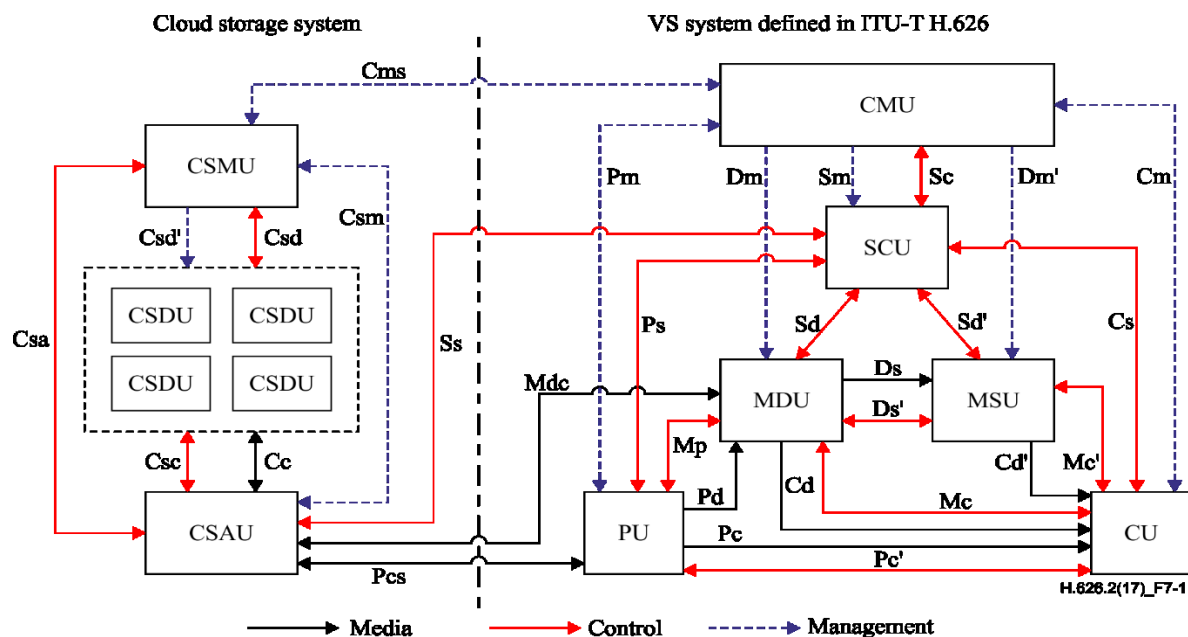 Cloud storage system
VS system defined in ITU-T H.626
Cms
CMU
CSMU
Pm
Dm
Sm
Sc
Dm'
Cm
Csm
Csd'
Csd
SCU
CSDU
CSDU
Csa
Ss
Ps
Sd
Sd'
Cs
CSDU
CSDU
Mdc
Ds
MDU
MSU
Ds'
Csc
Cc
Mp
Cd'
Mc'
Pd
Cd
Mc
CSAU
PU
Pc
CU
Pcs
Pc'
H.626.2(17)_F7-1
Media
Control
Management